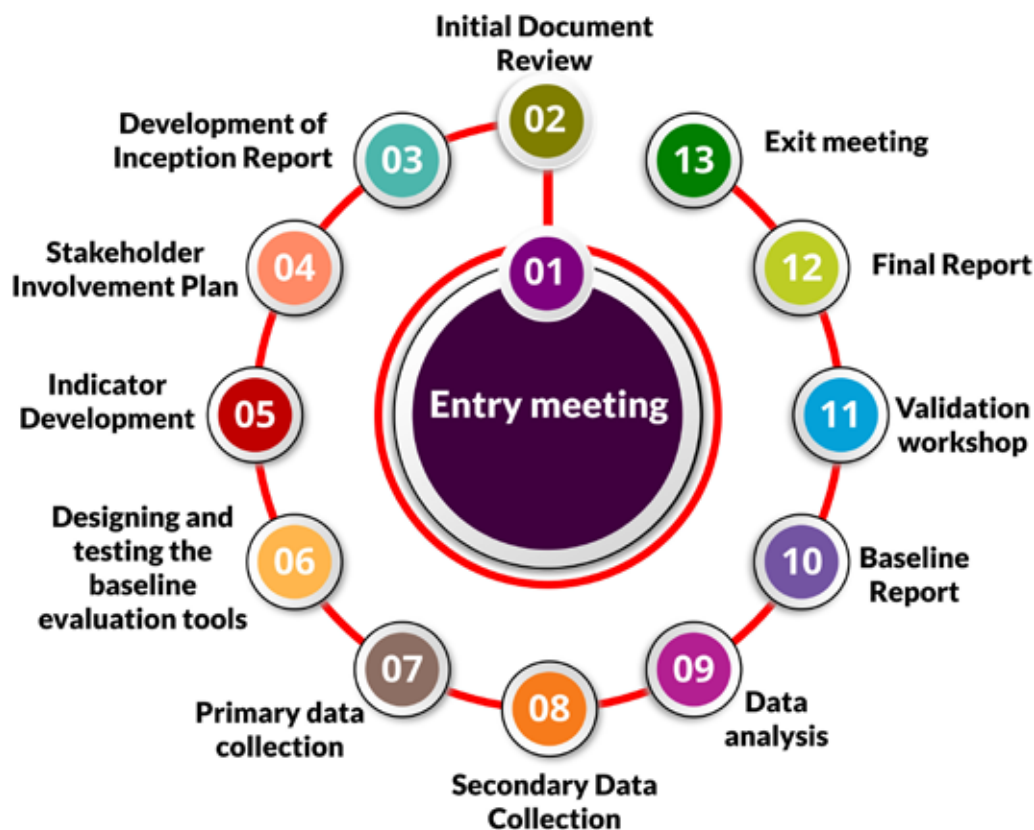 01
Entry meeting
02
Initial Document
Review
03
Development of
Inception Report
04
Stakeholder
Involvement Plan
05
Indicator
Development
06
Designing and
testing the
baseline
evaluation tools
07
Primary data
collection
08
Secondary Data
Collection
09
Data
analysis
10
Baseline
Report
11
Validation
workshop
12
Final Report
13
Exit meeting